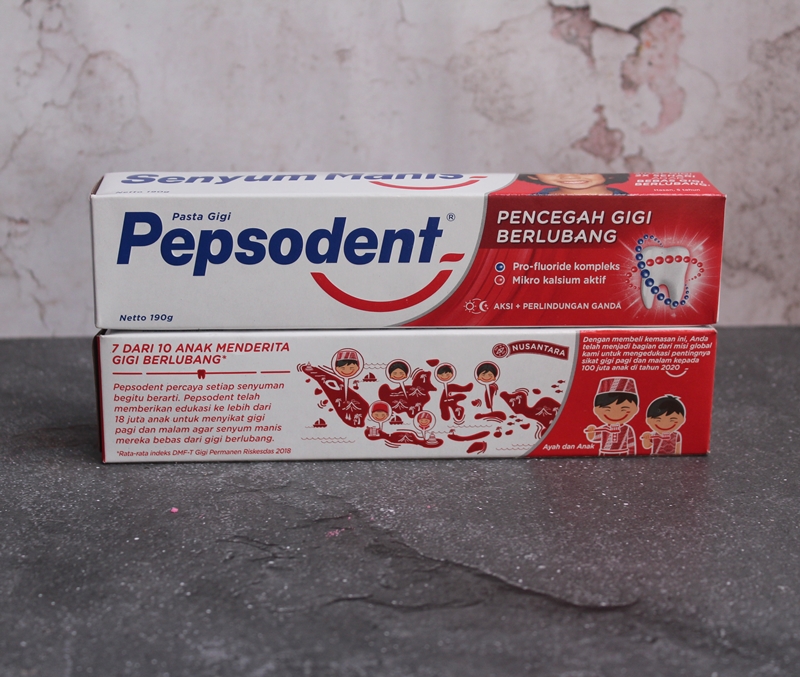 Senyum Manis
netto 190g
BEBAS GIGI
BERLUBANG.
Pasta Gigi
Pepsodent®
Netto 190g
PENCEGAH GIGI
BERLUBANG
Pro-fluoride kompleks
Mikro kalsium aktif
AKSI + PERLINDUNGAN GANDA
7 DARI 10 ANAK MENDERITA
GIGI BERLUBANG*
Pepsodent percaya setiap senyuman
begitu berarti. Pepsodent telah
memberikan edukasi ke lebih dari
18 juta anak untuk menyikat gigi
pagi dan malam agar senyum manis
mereka bebas dari gigi berlubang.
*Rata-rata indeks DMF-T Gigi Permanen Riskesdas 2018
NUSANTARA
Dengan membeli kemasan ini, Anda
telah menjadi bagian dari misi global
kami untuk mengedukasi pentingnya
sikat gigi pagi dan malam kepada
100 juta anak di tahun 2020
Ayah dan Anak